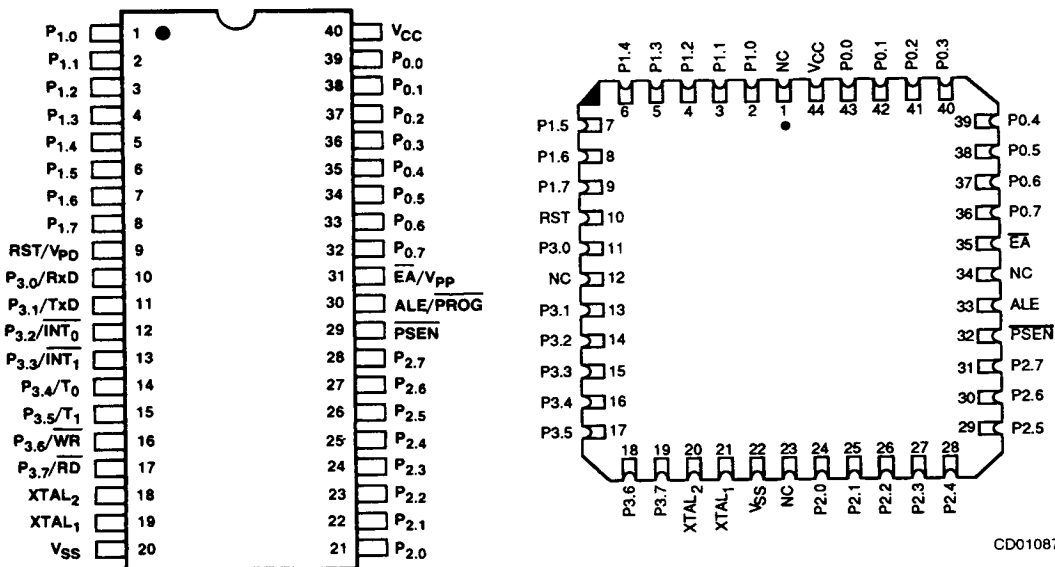 P1.0 1 40 VCC
P1.1 2 39 P0.0
P1.2 3 38 P0.1
P1.3 4 37 P0.2
P1.4 5 36 P0.3
P1.5 6 35 P0.4
P1.6 7 34 P0.5
P1.7 8 33 P0.6
RST/VPD 9 32 P0.7
P3.0/RxD 10 31 EA/VPP
P3.1/TxD 11 30 ALE/PROG
P3.2/INT0 12 29 PSEN
P3.3/INT1 13 28 P2.7
P3.4/T0 14 27 P2.6
P3.5/T1 15 26 P2.5
P3.6/WR 16 25 P2.4
P3.7/RD 17 24 P2.3
XTAL2 18 23 P2.2
XTAL1 19 22 P2.1
VSS 20 21 P2.0
P1.4 P1.3 P1.2 P1.1 P1.0 NC VCC P0.0 P0.1 P0.2 P0.3
6 5 4 3 2 1 44 43 42 41 40
P1.5 7 39 P0.4
P1.6 8 38 P0.5
P1.7 9 37 P0.6
RST 10 36 P0.7
P3.0 11 35 EA
NC 12 34 NC
P3.1 13 33 ALE
P3.2 14 32 PSEN
P3.3 15 31 P2.7
P3.4 16 30 P2.6
P3.5 17 29 P2.5
18 19 20 21 22 23 24 25 26 27 28
P3.6 P3.7 XTAL2 XTAL1 VSS NC P2.0 P2.1 P2.2 P2.3 P2.4
CD01087